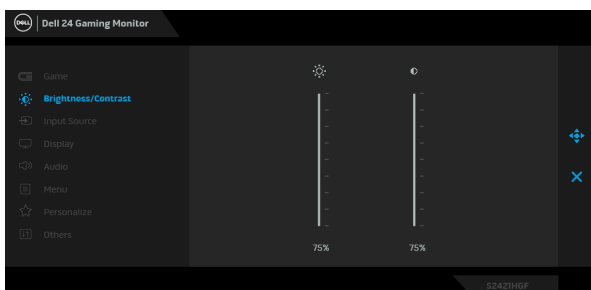 DELL
Dell 24 Gaming Monitor
Game
Brightness/Contrast
Input Source
Display
Audio
Menu
Personalize
Others
75%
75%
S2421HGF